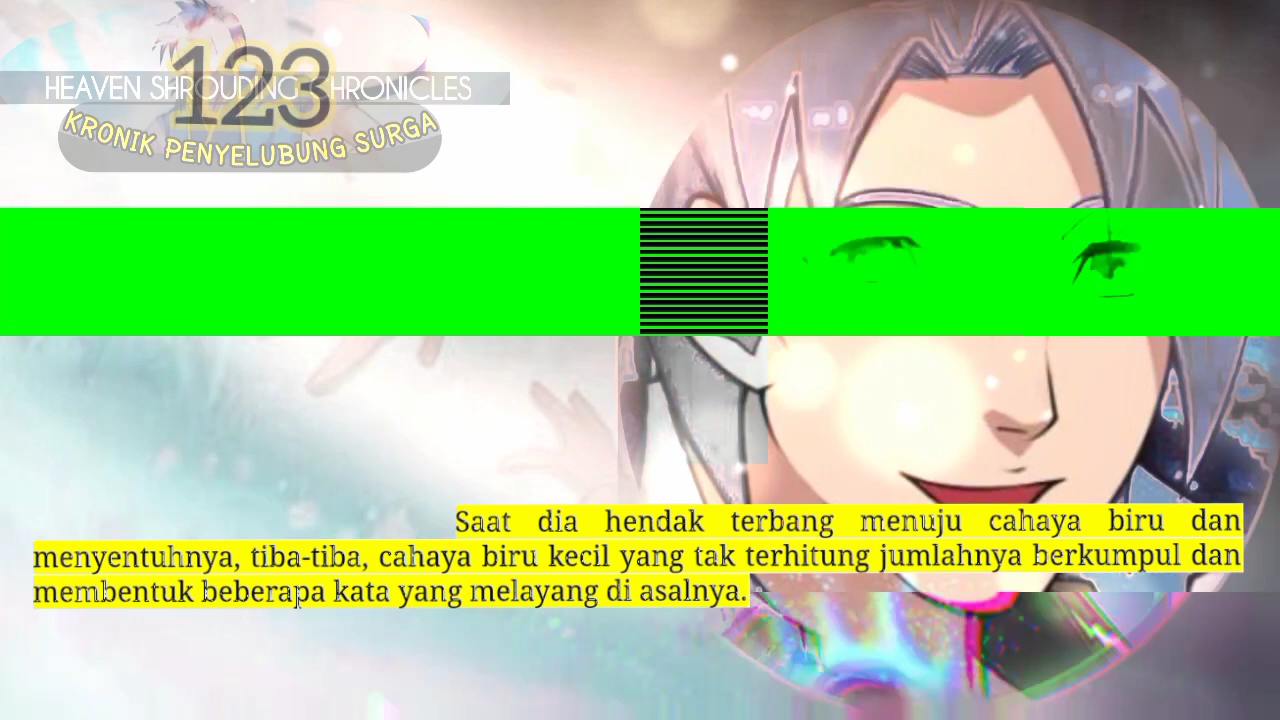 123
HEAVEN SHROUDING CHRONICLES
KRONIK PENYELUBUNG SURGA
Saat dia hendak terbang menuju cahaya biru dan
menyentuhnya, tiba-tiba, cahaya biru kecil yang tak terhitung jumlahnya berkumpul dan
membentuk beberapa kata yang melayang di asalnya.